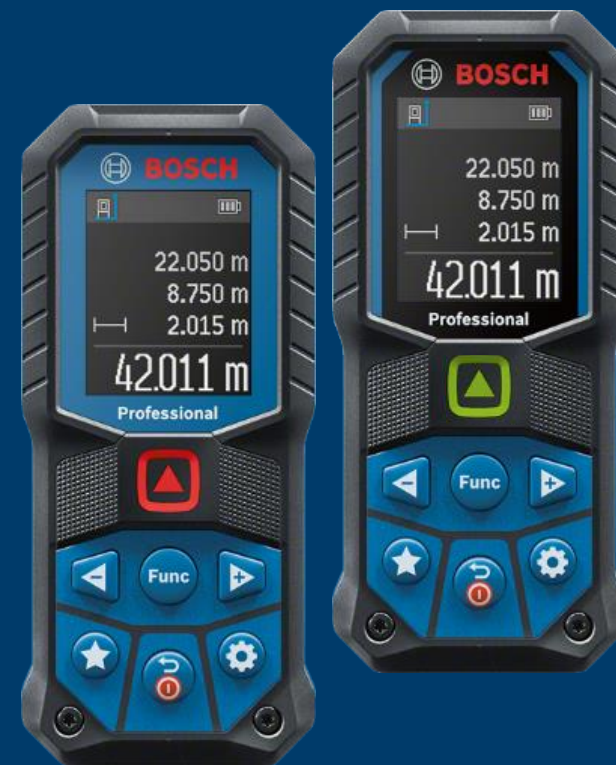 BOSCH
22.050 m
8.750 m
2.015 m
42.011 m
Professional
-
Func
+
BOSCH
22.050 m
8.750 m
2.015 m
42.011 m
Professional
-
Func
+